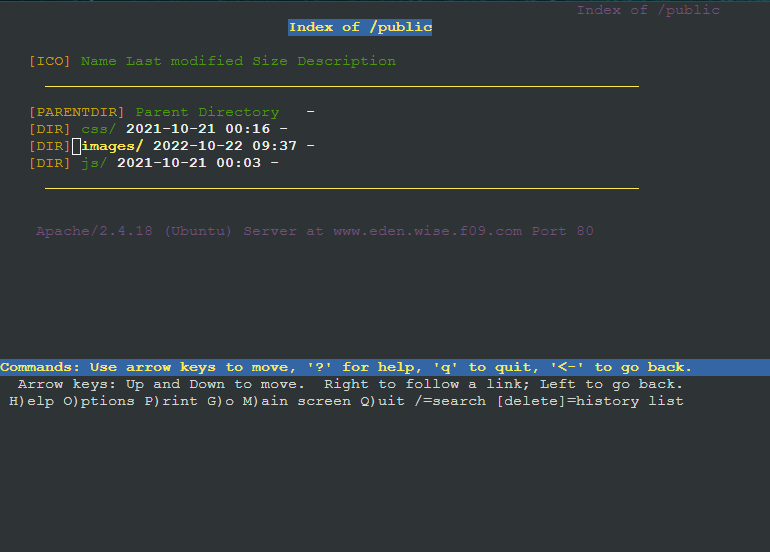 Index of /public
Index of /public
[ICO] Name Last modified Size Description
[PARENTDIR] Parent Directory   -
[DIR] css/ 2021-10-21 00:16 -
[DIR] images/ 2022-10-22 09:37 -
[DIR] js/ 2021-10-21 00:03 -
Apache/2.4.18 (Ubuntu) Server at www.eden.wise.f09.com Port 80
Commands: Use arrow keys to move, '?' for help, 'q' to quit, '<-' to go back.
Arrow keys: Up and Down to move.  Right to follow a link; Left to go back.
H)elp O)ptions P)rint G)o M)ain screen Q)uit /=search [delete]=history list